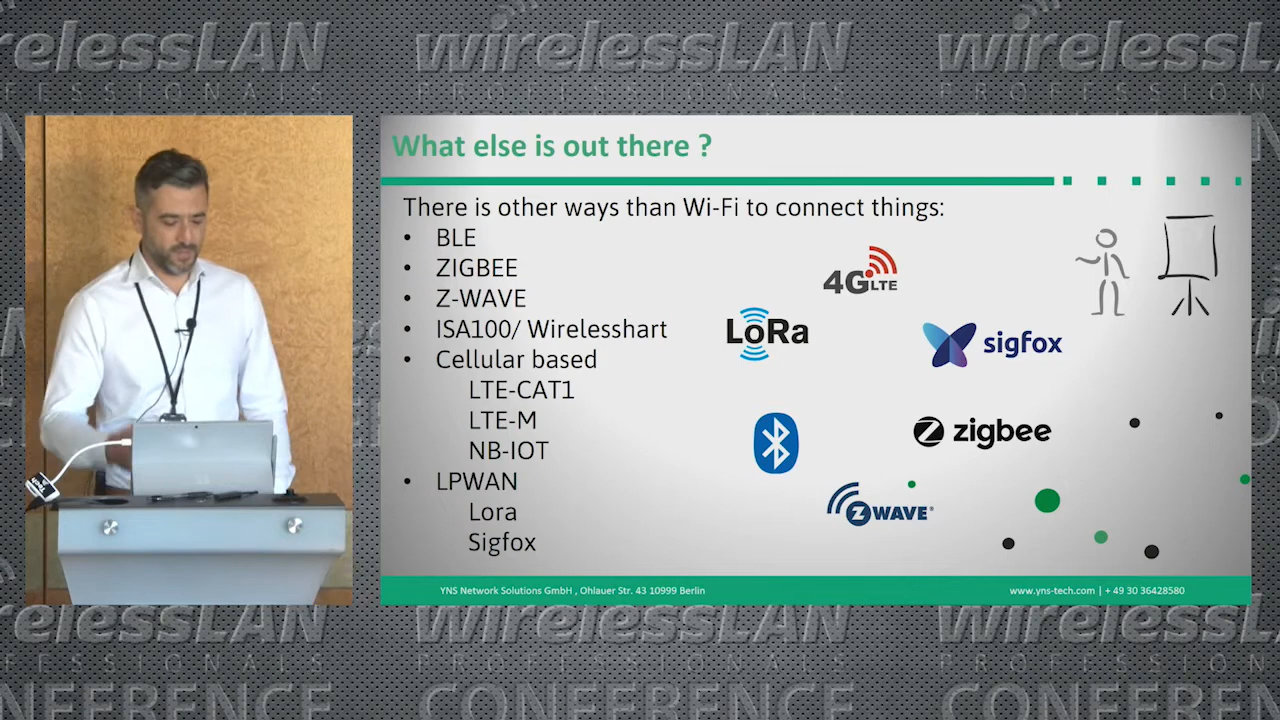 wirelessLAN
PROFESSIONALS
What else is out there ?
There is other ways than Wi-Fi to connect things:
• BLE
• ZIGBEE
• Z-WAVE
• ISA100/ Wirelesshart
• Cellular based
LTE-CAT1
LTE-M
NB-IOT
• LPWAN
Lora
Sigfox
4G LTE
LoRa
sigfox
zigbee
Z WAVE®
YNS Network Solutions GmbH , Ohlauer Str. 43 10999 Berlin
www.yns-tech.com | + 49 30 36428580
wirelessLAN
PROFESSIONALS
CONFERENCE